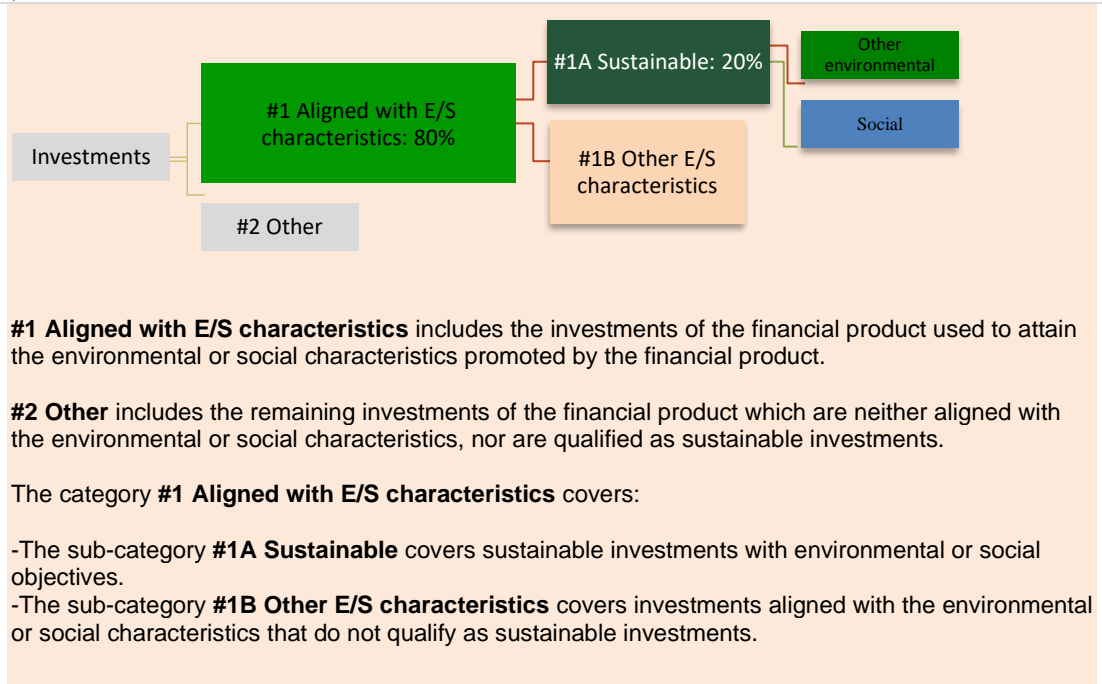 Investments
#1 Aligned with E/S
characteristics: 80%
#2 Other
#1A Sustainable: 20%
#1B Other E/S
characteristics
Other
environmental
Social
#1 Aligned with E/S characteristics includes the investments of the financial product used to attain
the environmental or social characteristics promoted by the financial product.
#2 Other includes the remaining investments of the financial product which are neither aligned with
the environmental or social characteristics, nor are qualified as sustainable investments.
The category #1 Aligned with E/S characteristics covers:
-The sub-category #1A Sustainable covers sustainable investments with environmental or social
objectives.
-The sub-category #1B Other E/S characteristics covers investments aligned with the environmental
or social characteristics that do not qualify as sustainable investments.